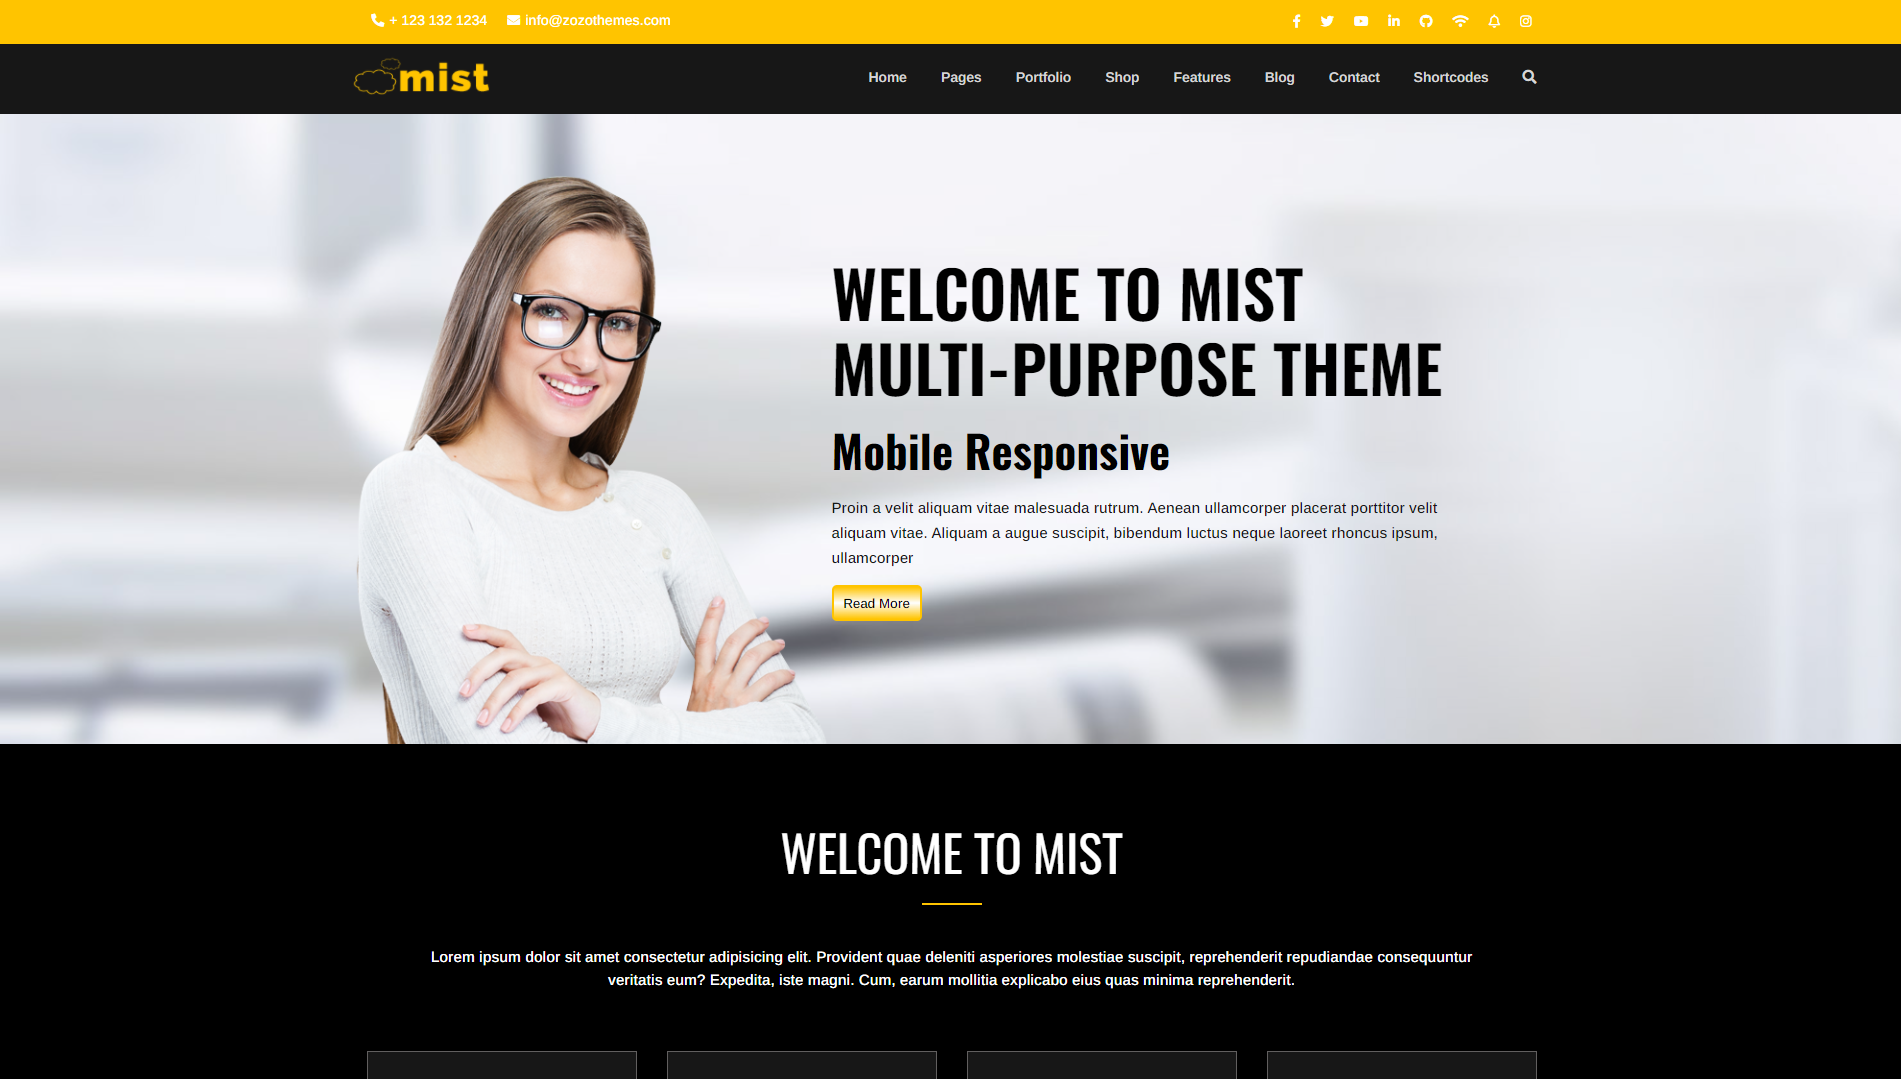 + 123 132 1234 info@zozothemes.com
mist
Home Pages Portfolio Shop Features Blog Contact Shortcodes
WELCOME TO MIST
MULTI-PURPOSE THEME
Mobile Responsive
Proin a velit aliquam vitae malesuada rutrum. Aenean ullamcorper placerat porttitor velit
aliquam vitae. Aliquam a augue suscipit, bibendum luctus neque laoreet rhoncus ipsum,
ullamcorper
Read More
WELCOME TO MIST
Lorem ipsum dolor sit amet consectetur adipisicing elit. Provident quae deleniti asperiores molestiae suscipit, reprehenderit repudiandae consequuntur
veritatis eum? Expedita, iste magni. Cum, earum mollitia explicabo eius quas minima reprehenderit.